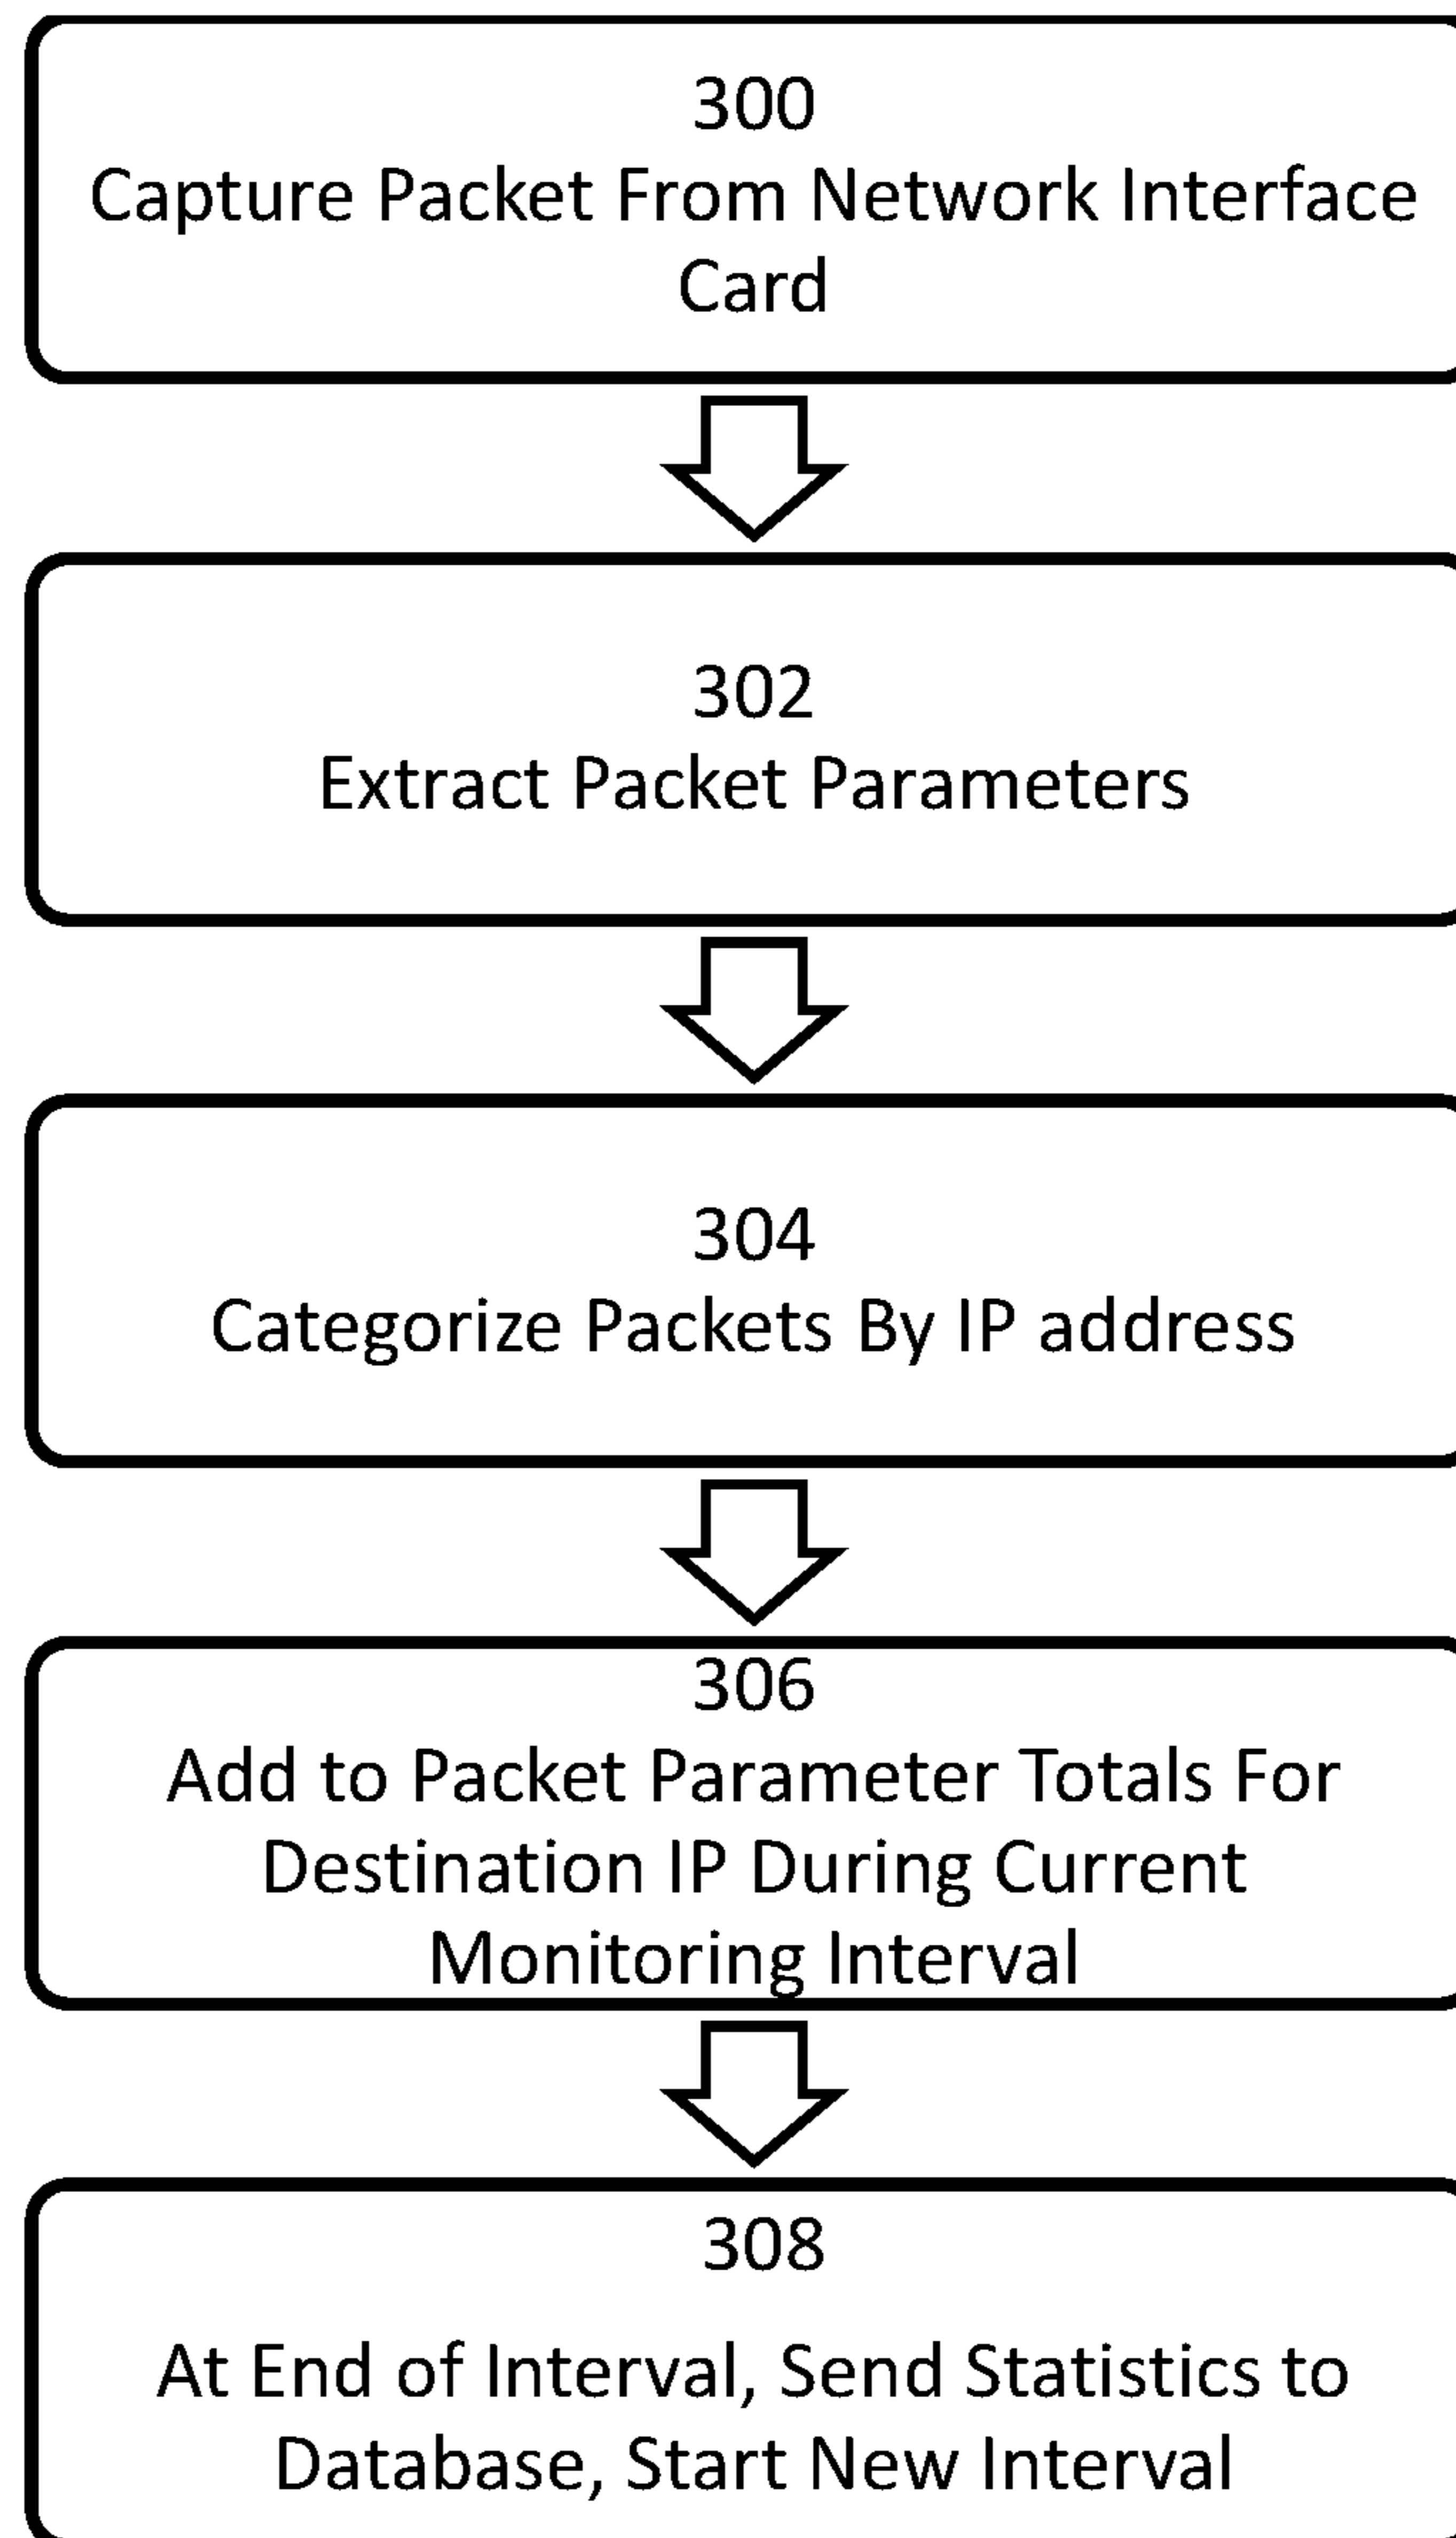 300
Capture Packet From Network Interface
Card
302
Extract Packet Parameters
304
Categorize Packets By IP address
306
Add to Packet Parameter Totals For
Destination IP During Current
Monitoring Interval
308
At End of Interval, Send Statistics to
Database, Start New Interval